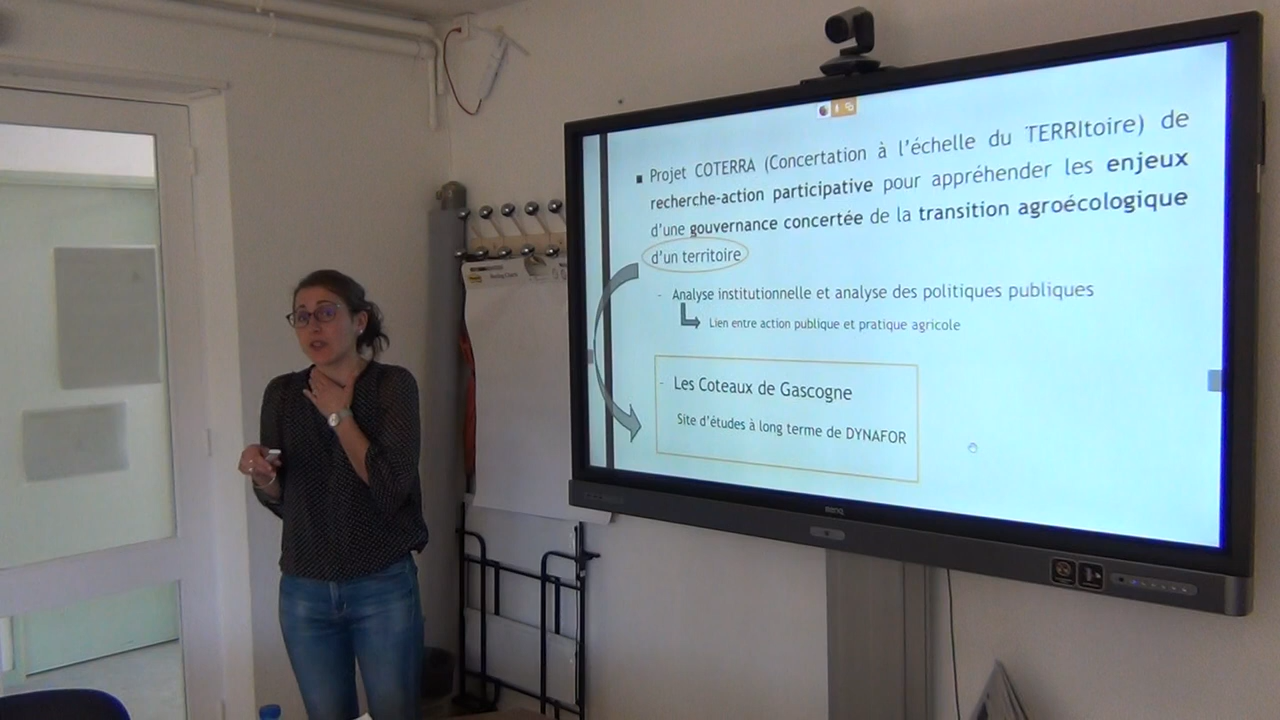 ■ Projet COTERRA (Concertation à l'échelle du TERRItoire) de
recherche-action participative pour appréhender les enjeux
d'une gouvernance concertée de la transition agroécologique
d'un territoire
- Analyse institutionnelle et analyse des politiques publiques
Lien entre action publique et pratique agricole
- Les Coteaux de Gascogne
Site d'études à long terme de DYNAFOR
BenQ